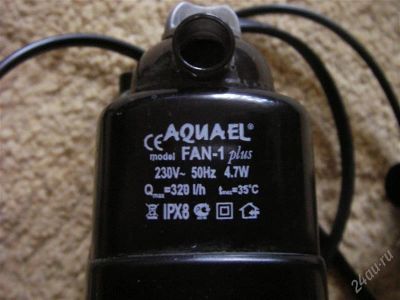 CE AQUAEL®
model FAN-1 plus
230V~ 50Hz 4.7W
Qmax=320 l/h tmax=35°C
IPX8
24au.ru